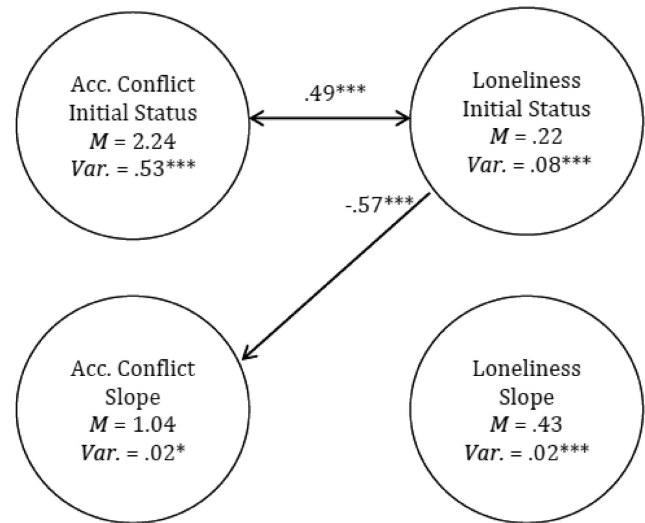 Acc. Conflict
Initial Status
M = 2.24
Var. = .53***
.49***
Loneliness
Initial Status
M = .22
Var. = .08***
-.57***
Acc. Conflict
Slope
M = 1.04
Var. = .02*
Loneliness
Slope
M = .43
Var. = .02***